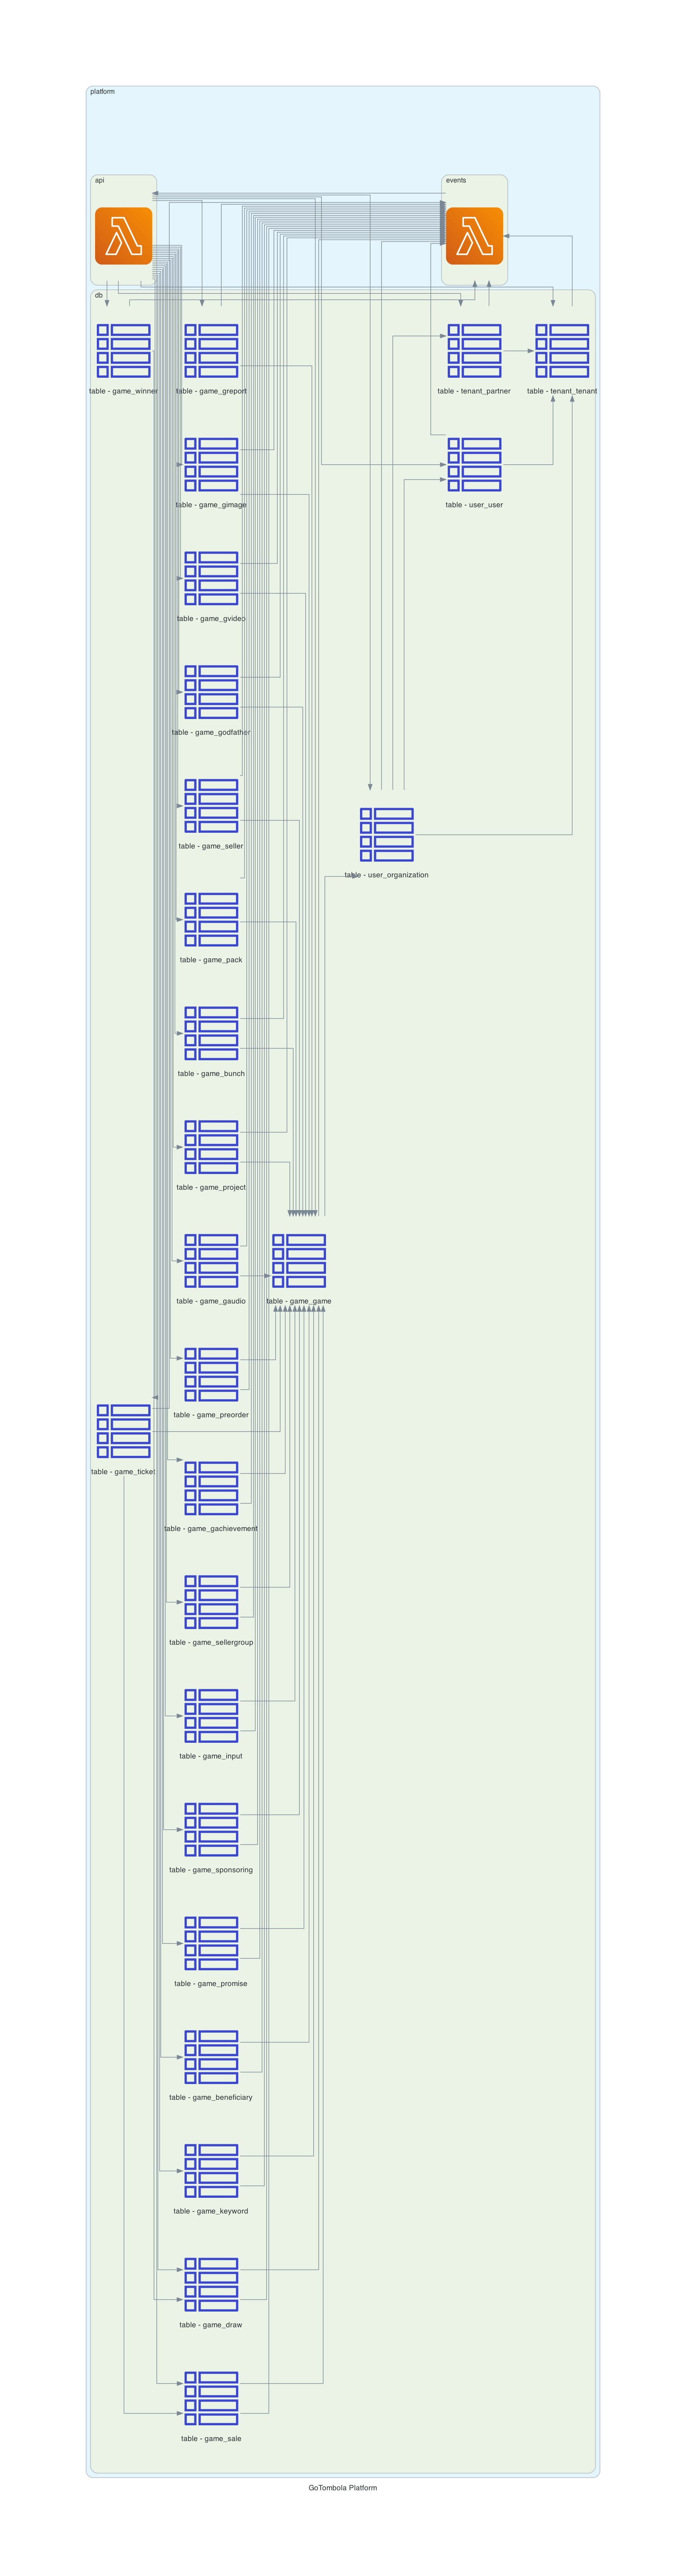 platform
api
events
db
table - game_winner
table - game_greport
table - tenant_partner
table - tenant_tenant
table - game_gimage
table - user_user
table - game_gvideo
table - game_godfather
table - game_seller
table - user_organization
table - game_pack
table - game_bunch
table - game_project
table - game_gaudio
table - game_game
table - game_preorder
table - game_ticket
table - game_gachievement
table - game_sellergroup
table - game_input
table - game_sponsoring
table - game_promise
table - game_beneficiary
table - game_keyword
table - game_draw
table - game_sale
GoTombola Platform